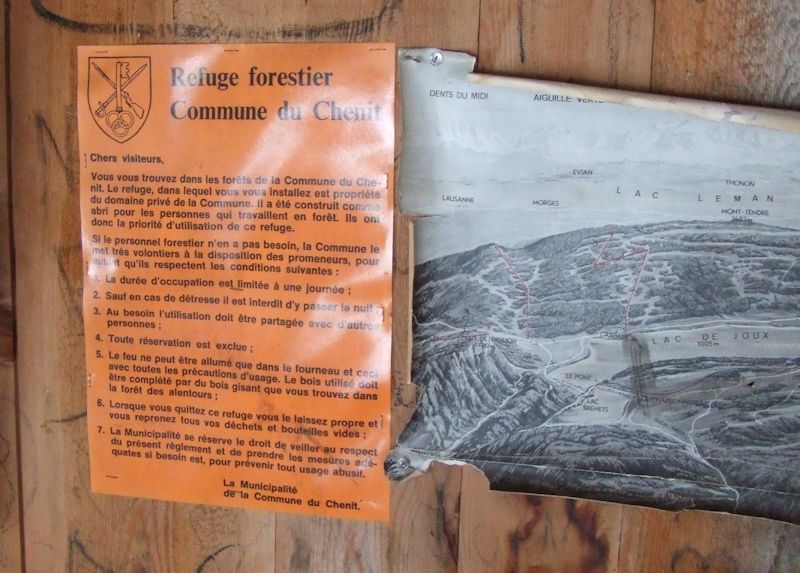 Refuge forestier
Commune du Chenit
Chers visiteurs,
Vous vous trouvez dans les forêts de la Commune du Che-
nit. Le refuge, dans lequel vous vous installez est propriété
du domaine privé de la Commune. Il a été construit comme
abri pour les personnes qui travaillent en forêt. Ils ont
donc la priorité d'utilisation de ce refuge.
Si le personnel forestier n'en a pas besoin, la Commune le
met très volontiers à la disposition des promeneurs, pour
autant qu'ils respectent les conditions suivantes :
1. La durée d'occupation est limitée à une journée ;
2. Sauf en cas de détresse il est interdit d'y passer la nuit ;
3. Au besoin l'utilisation doit être partagée avec d'autres
personnes ;
4. Toute réservation est exclue ;
5. Le feu ne peut être allumé que dans le fourneau et ceci
avec toutes les précautions d'usage. Le bois utilisé doit
être complété par du bois gisant que vous trouvez dans
la forêt des alentours ;
6. Lorsque vous quittez ce refuge vous le laissez propre et
vous reprenez tous vos déchets et bouteilles vides ;
7. La Municipalité se réserve le droit de veiller au respect
du présent règlement et de prendre les mesures adé-
quates si besoin est, pour prévenir tout usage abusif.
La Municipalité
de la Commune du Chenit.
DENTS DU MIDI
AIGUILLE VERTE
EVIAN
THONON
LAC LEMAN
LAUSANNE
MORGES
MONT-TENDRE
LAC DE JOUX
1005 m
LE PONT
LAC
BRENETS